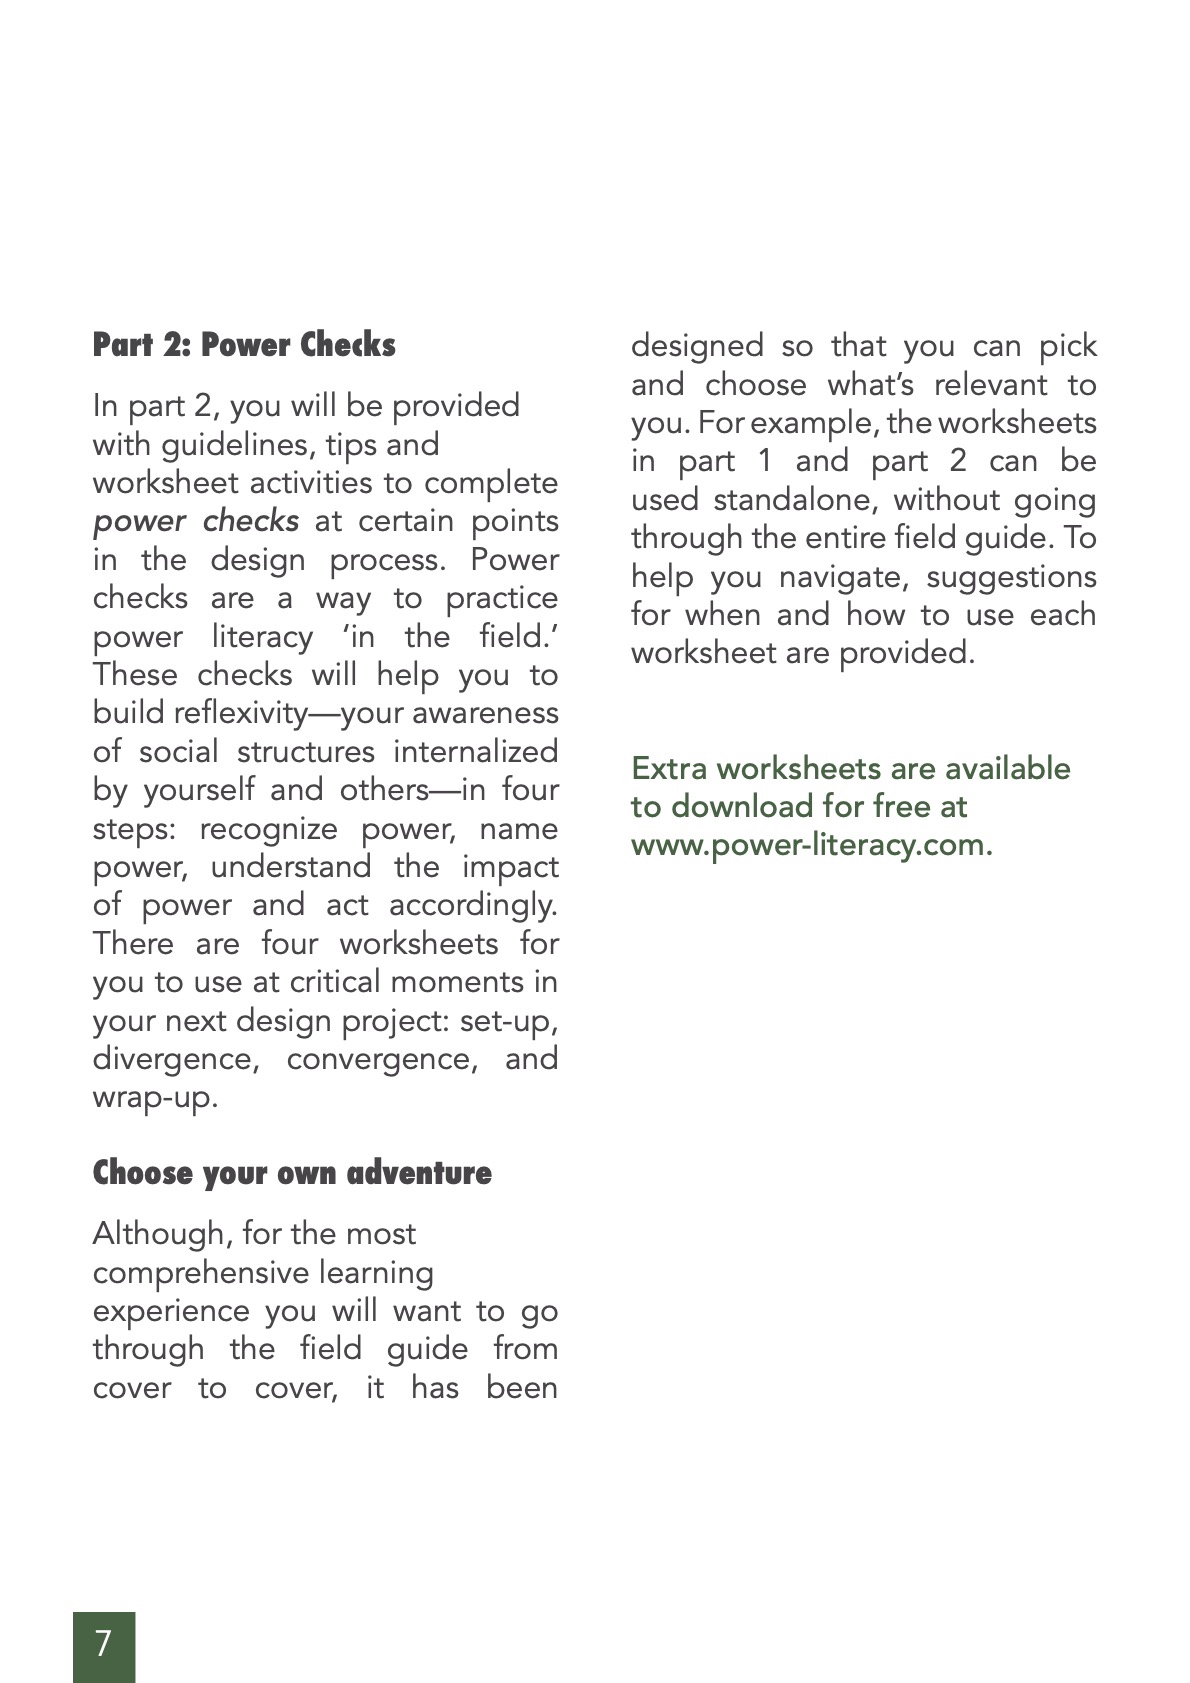 Part 2: Power Checks
In part 2, you will be provided
with guidelines, tips and
worksheet activities to complete
power checks at certain points
in the design process. Power
checks are a way to practice
power literacy ‘in the field.’
These checks will help you to
build reflexivity—your awareness
of social structures internalized
by yourself and others—in four
steps: recognize power, name
power, understand the impact
of power and act accordingly.
There are four worksheets for
you to use at critical moments in
your next design project: set-up,
divergence, convergence, and
wrap-up.
Choose your own adventure
Although, for the most
comprehensive learning
experience you will want to go
through the field guide from
cover to cover, it has been
designed so that you can pick
and choose what’s relevant to
you. For example, the worksheets
in part 1 and part 2 can be
used standalone, without going
through the entire field guide. To
help you navigate, suggestions
for when and how to use each
worksheet are provided.
Extra worksheets are available
to download for free at
www.power-literacy.com.
7